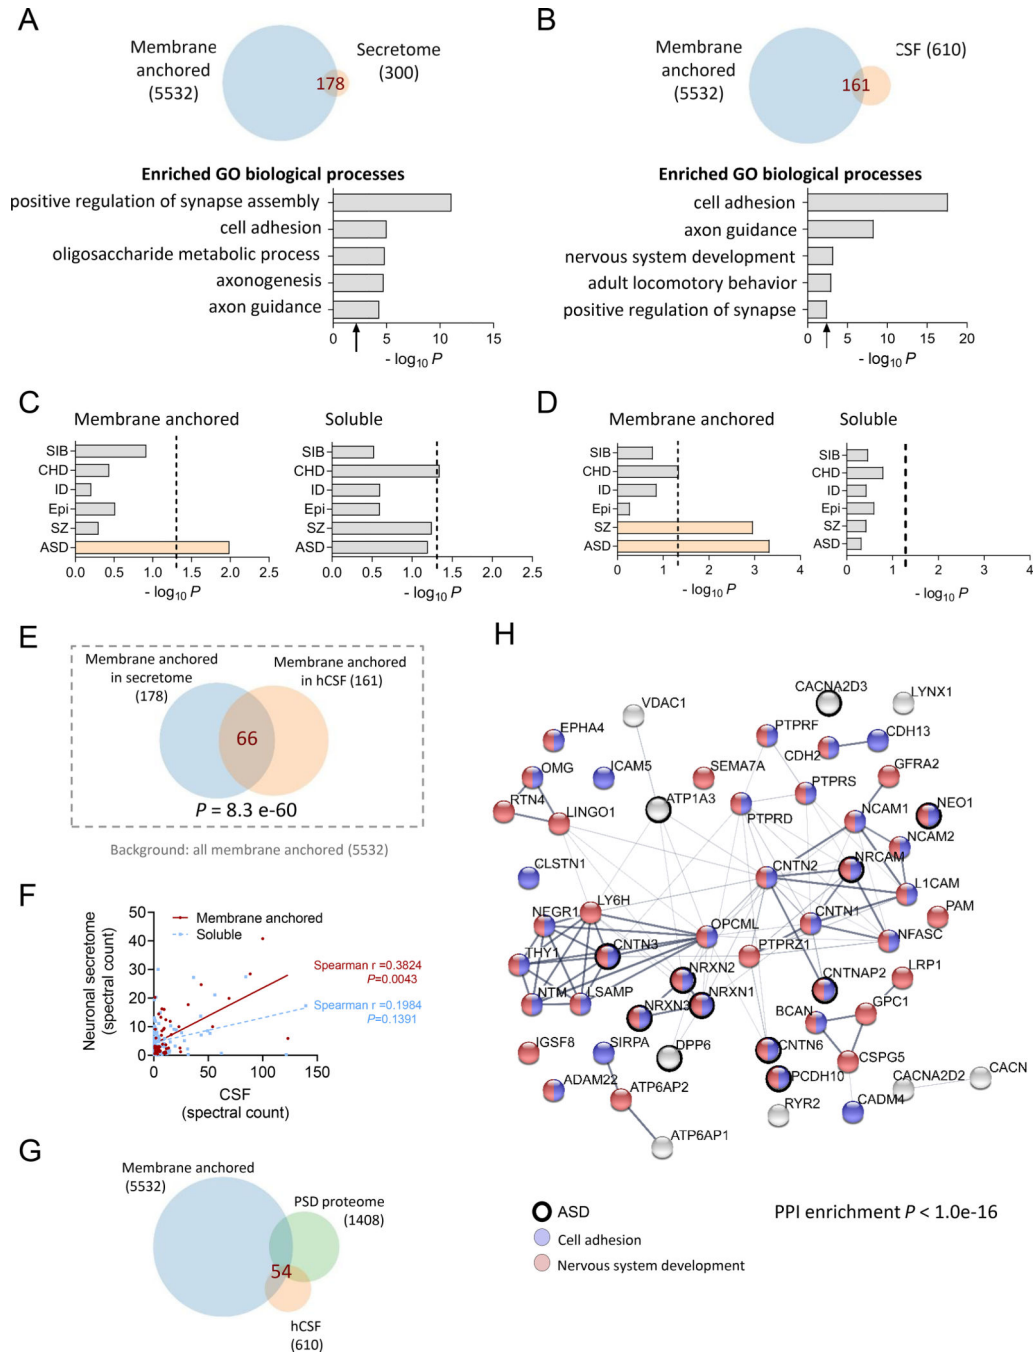 A
Membrane
anchored
(5532)
Secretome
(300)
178
Enriched GO biological processes
positive regulation of synapse assembly
cell adhesion
oligosaccharide metabolic process
axonogenesis
axon guidance
0 5 10 15
- log10 P
B
Membrane
anchored
(5532)
CSF (610)
161
Enriched GO biological processes
cell adhesion
axon guidance
nervous system development
adult locomotory behavior
positive regulation of synapse
0 5 10 15 20
- log10 P
C
Membrane anchored
SIB
CHD
ID
Epi
SZ
ASD
0.0 0.5 1.0 1.5 2.0 2.5
- log10 P
Soluble
SIB
CHD
ID
Epi
SZ
ASD
0.0 0.5 1.0 1.5 2.0 2.5
- log10 P
D
Membrane anchored
SIB
CHD
ID
Epi
SZ
ASD
0 1 2 3 4
- log10 P
Soluble
SIB
CHD
ID
Epi
SZ
ASD
0 1 2 3 4
- log10 P
E
Membrane anchored
in secretome
(178)
Membrane anchored
in hCSF (161)
66
P = 8.3 e-60
Background: all membrane anchored (5532)
F
Neuronal secretome
(spectral count)
50
40
30
20
10
0
Membrane anchored
Soluble
Spearman r =0.3824
P=0.0043
Spearman r =0.1984
P=0.1391
0 50 100 150
CSF
(spectral count)
G
Membrane anchored
(5532)
PSD proteome
(1408)
54
hCSF
(610)
H
CACNA2D3
LYNX1
VDAC1
EPHA4
PTPRF
CDH13
CDH2
OMG
ICAM5
SEMA7A
GFRA2
PTPRS
RTN4
LINGO1
ATP1A3
PTPRD
NCAM1
NEO1
NCAM2
CLSTN1
CNTN2
NRCAM
L1CAM
LY6H
NEGR1
OPCML
CNTN1
PAM
THY1
CNTN3
PTPRZ1
NFASC
NRXN2
CNTNAP2
LRP1
NTM
LSAMP
NRXN3
NRXN1
GPC1
BCAN
IGSF8
SIRPA
DPP6
CNTN6
CSPG5
ADAM22
ATP6AP2
PCDH10
CACNA2D2
CACN
RYR2
CADM4
ATP6AP1
ASD
Cell adhesion
Nervous system development
PPI enrichment P < 1.0e-16